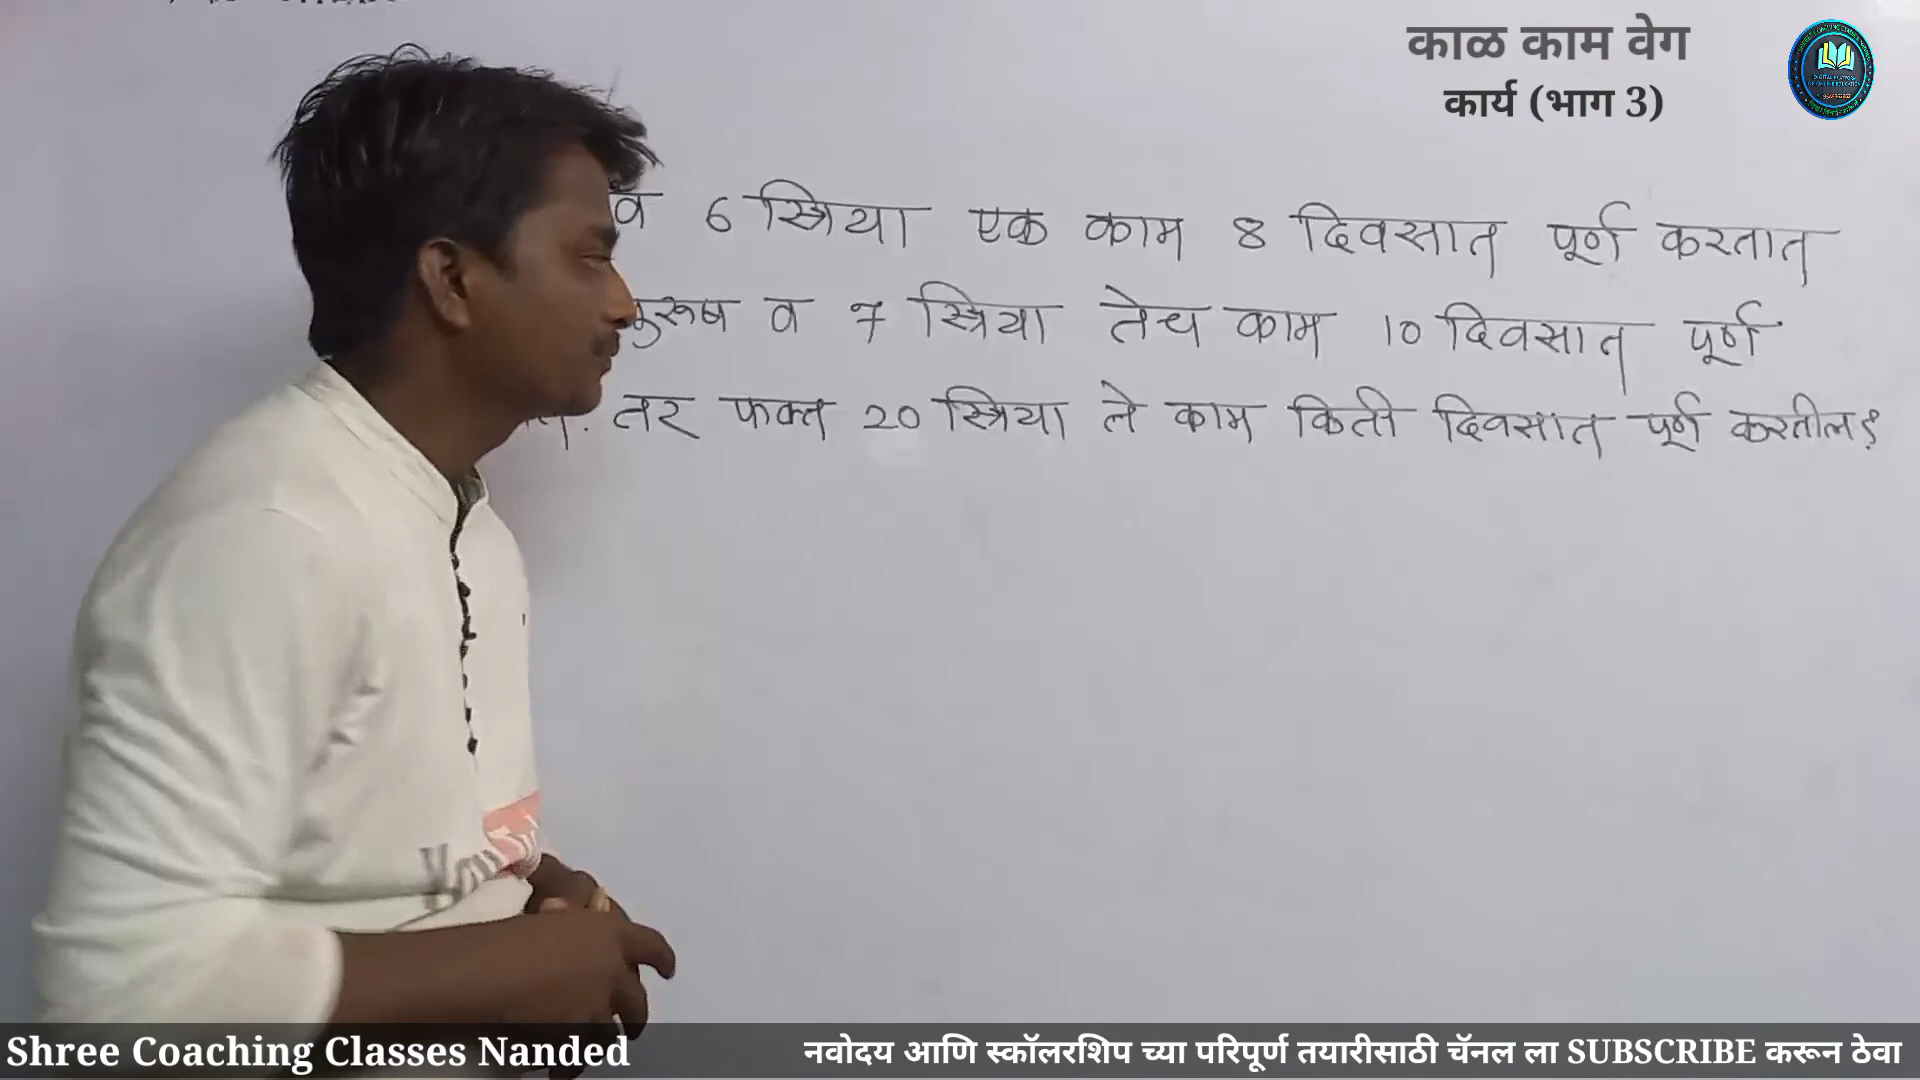 काळ काम वेग
कार्य (भाग 3)
व 6 स्त्रिया एक काम 8 दिवसात पूर्ण करतात
पुरूष व 7 स्त्रिया तेच काम 10 दिवसात पूर्ण
तर फक्त 20 स्त्रिया ते काम किती दिवसात पूर्ण करतील?
Shree Coaching Classes Nanded
नवोदय आणि स्कॉलरशिप च्या परिपूर्ण तयारीसाठी चॅनल ला SUBSCRIBE करून ठेवा